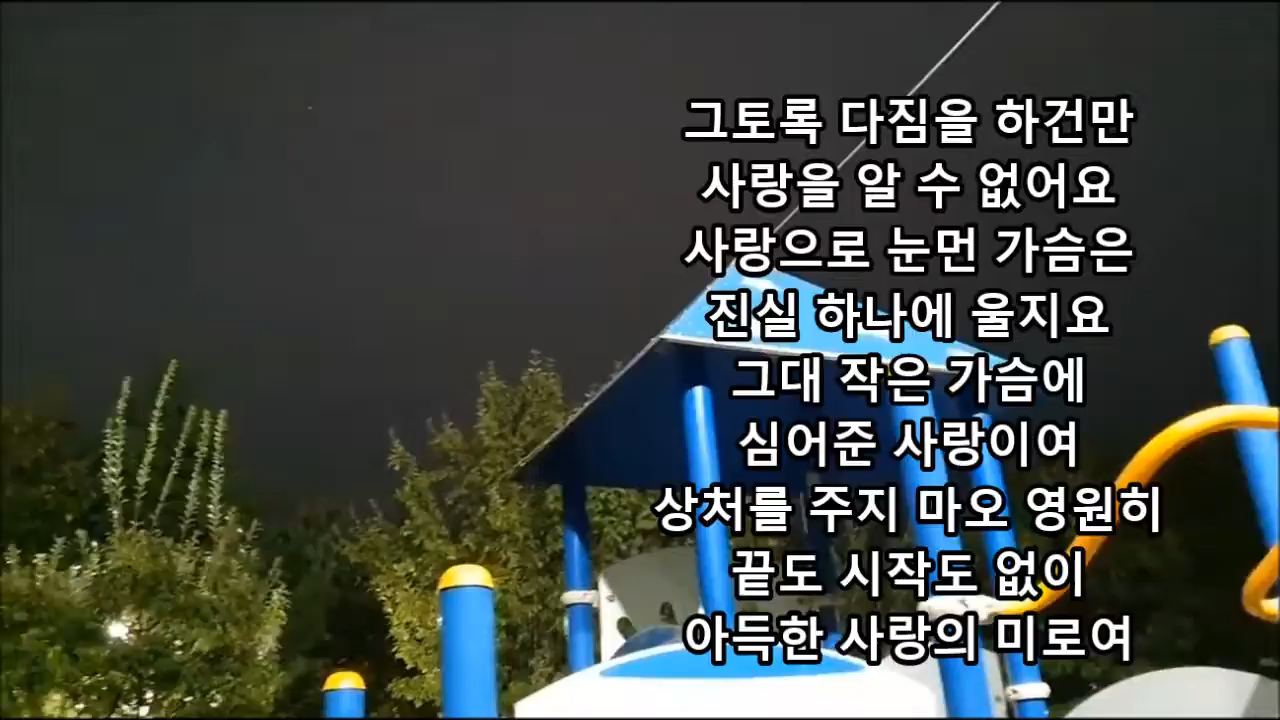 그토록 다짐을 하건만
사랑을 알 수 없어요
사랑으로 눈먼 가슴은
진실 하나에 울지요
그대 작은 가슴에
심어준 사랑이여
상처를 주지 마오 영원히
끝도 시작도 없이
아득한 사랑의 미로여